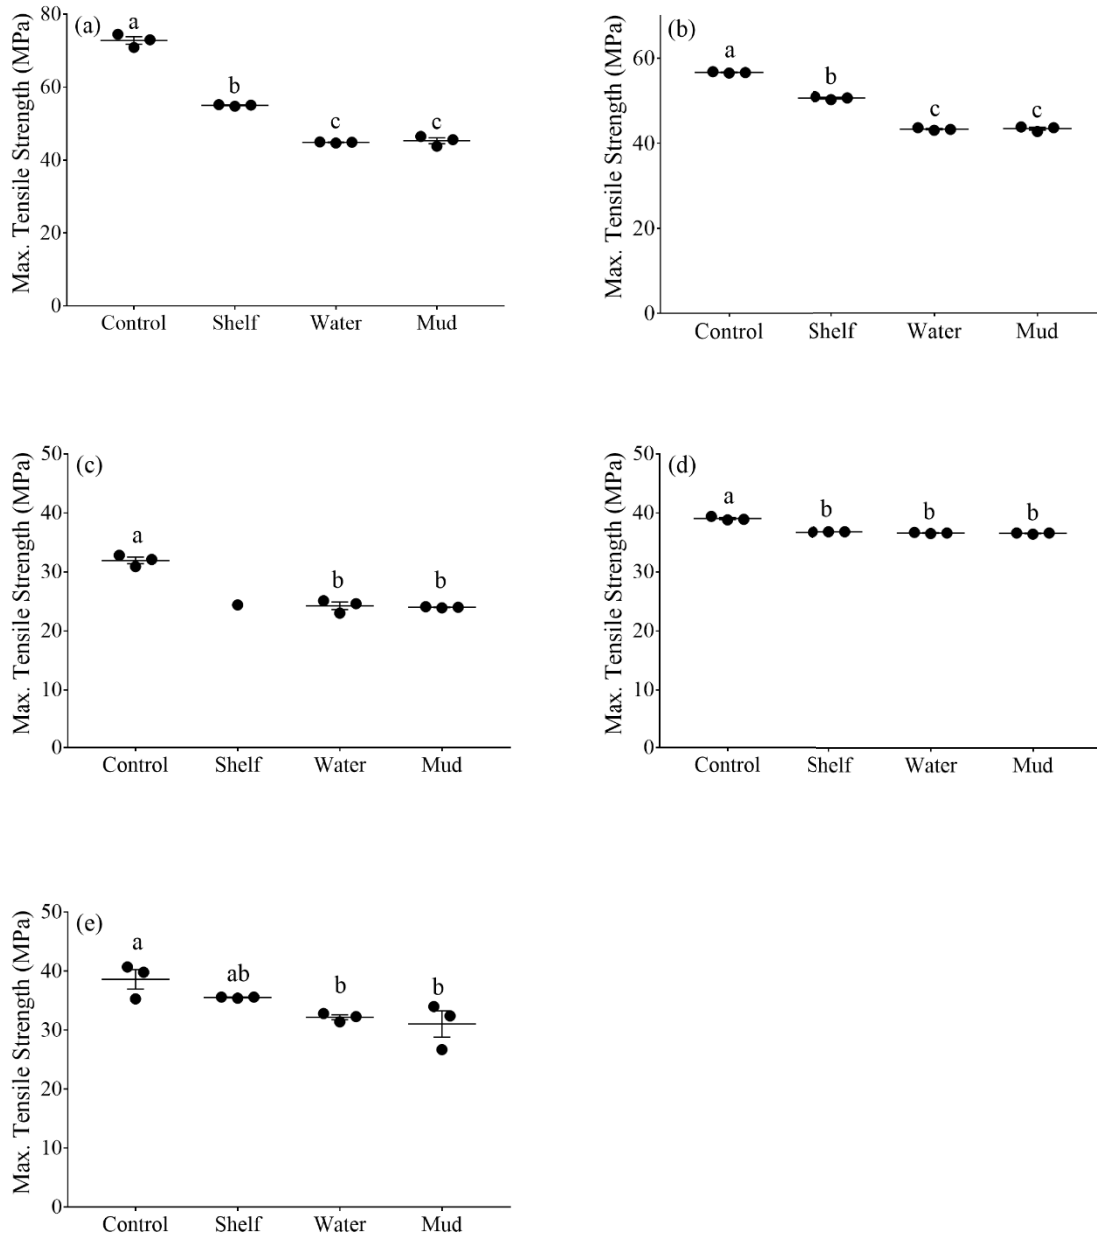 (a)
Max. Tensile Strength (MPa)
80
60
40
20
0
a
b
c
c
Control Shelf Water Mud
(b)
Max. Tensile Strength (MPa)
60
40
20
0
a
b
c
c
Control Shelf Water Mud
(c)
Max. Tensile Strength (MPa)
50
40
30
20
10
0
a
b
b
Control Shelf Water Mud
(d)
Max. Tensile Strength (MPa)
50
40
30
20
10
0
a
b
b
b
Control Shelf Water Mud
(e)
Max. Tensile Strength (MPa)
50
40
30
20
10
0
a
ab
b
b
Control Shelf Water Mud